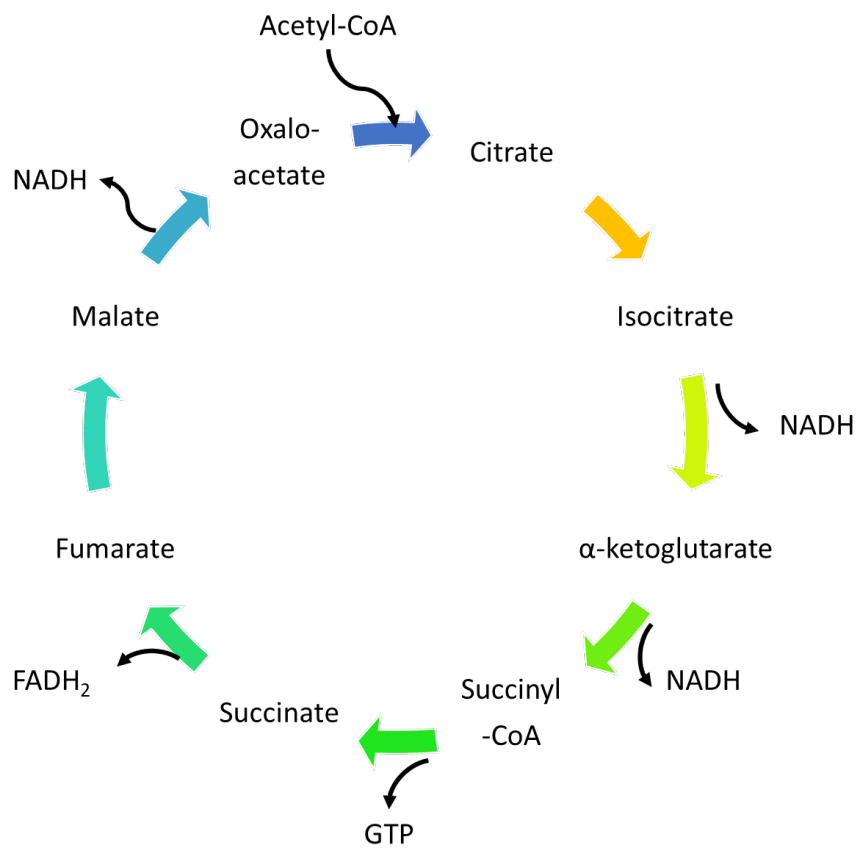 Acetyl-CoA
Oxalo-
acetate
Citrate
NADH
Malate
Isocitrate
NADH
Fumarate
α-ketoglutarate
FADH₂
Succinate
Succinyl
-CoA
NADH
GTP